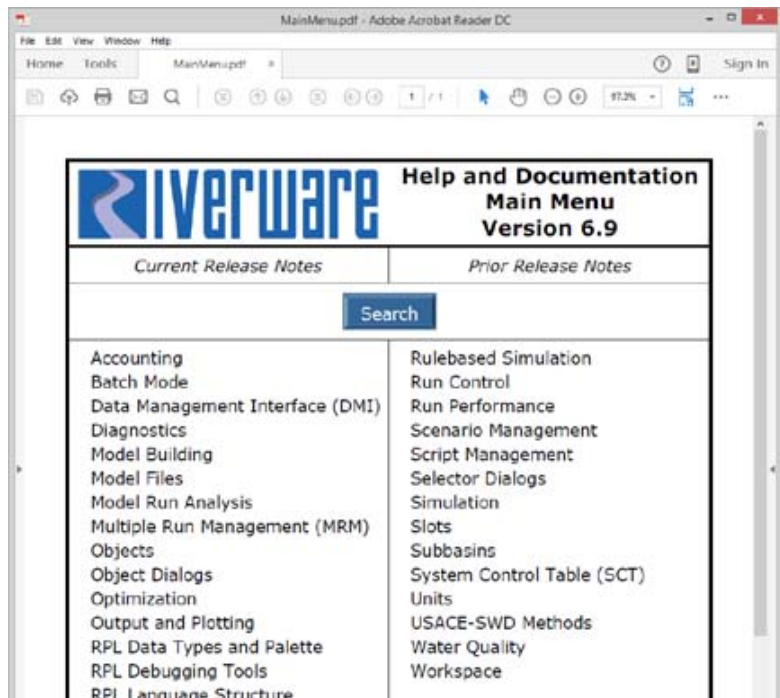 MainMenu.pdf - Adobe Acrobat Reader DC
File Edit View Window Help
Home Tools MainMenu.pdf × Sign In
1 / 1 97.3%
RIVERWARE
Help and Documentation
Main Menu
Version 6.9
Current Release Notes
Prior Release Notes
Search
Accounting
Batch Mode
Data Management Interface (DMI)
Diagnostics
Model Building
Model Files
Model Run Analysis
Multiple Run Management (MRM)
Objects
Object Dialogs
Optimization
Output and Plotting
RPL Data Types and Palette
RPL Debugging Tools
RPL Language Structure
Rulebased Simulation
Run Control
Run Performance
Scenario Management
Script Management
Selector Dialogs
Simulation
Slots
Subbasins
System Control Table (SCT)
Units
USACE-SWD Methods
Water Quality
Workspace